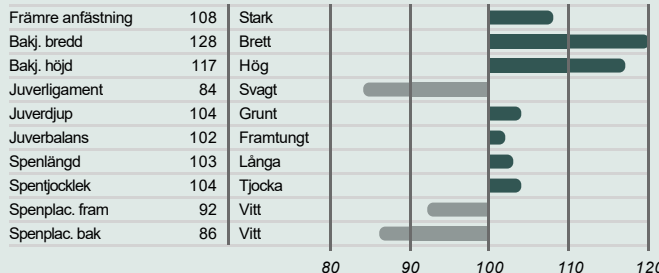 Främre anfästning 108 Stark
Bakj. bredd 128 Brett
Bakj. höjd 117 Hög
Juverligament 84 Svagt
Juverdjup 104 Grunt
Juverbalans 102 Framtungt
Spenlängd 103 Långa
Spentjocklek 104 Tjocka
Spenplac. fram 92 Vitt
Spenplac. bak 86 Vitt
80 90 100 110 120